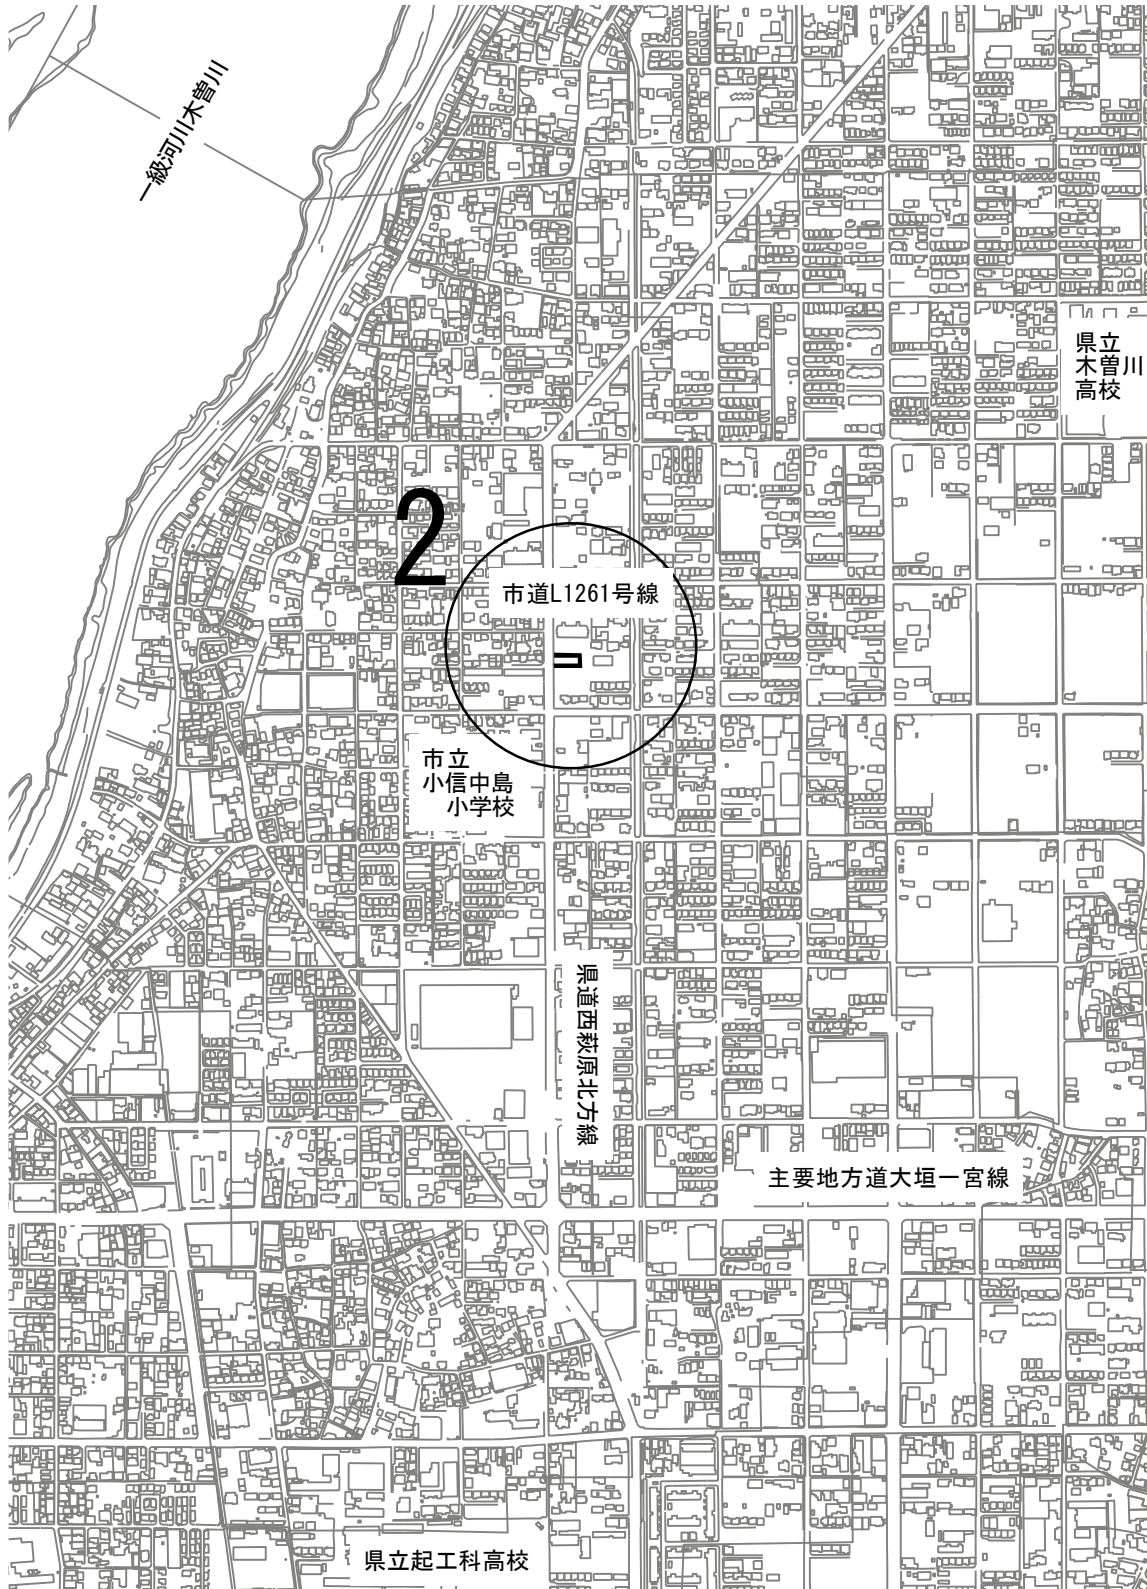 一級河川木曽川
県立
木曽川
高校
2
市道L1261号線
市立
小信中島
小学校
県道西萩原北方線
主要地方道大垣一宮線
県立起工科高校